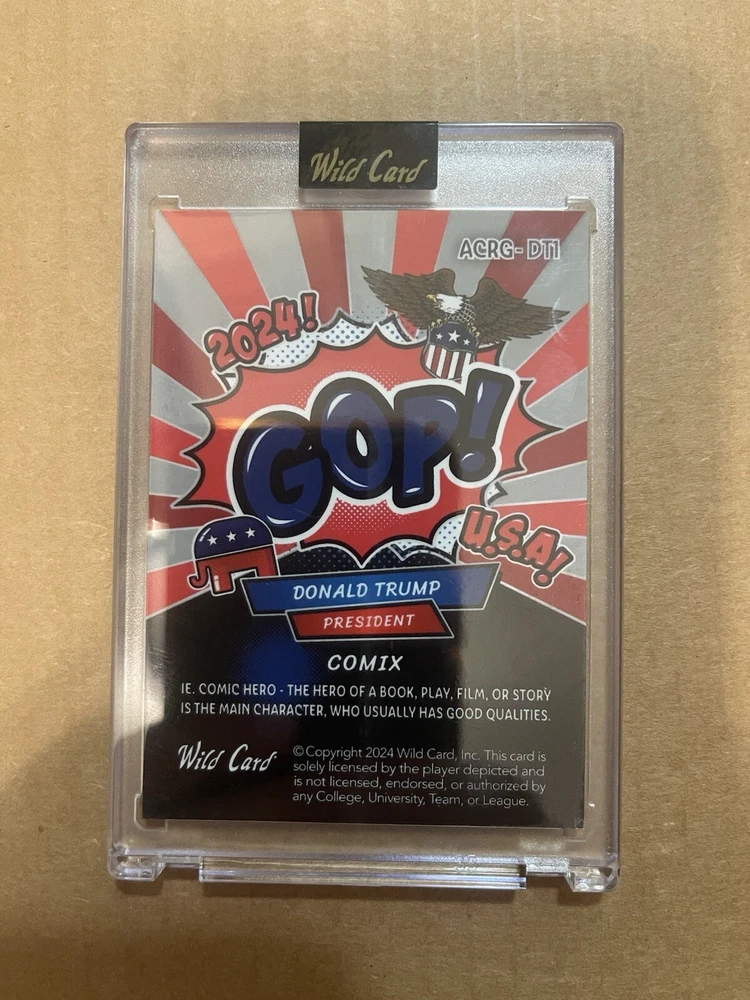 Wild Card
ACRG-DT1
2024!
GOP!
U.S.A!
DONALD TRUMP
PRESIDENT
COMIX
IE. COMIC HERO - THE HERO OF A BOOK, PLAY, FILM, OR STORY
IS THE MAIN CHARACTER, WHO USUALLY HAS GOOD QUALITIES.
Wild Card
©Copyright 2024 Wild Card, Inc. This card is
solely licensed by the player depicted and
is not licensed, endorsed, or authorized by
any College, University, Team, or League.